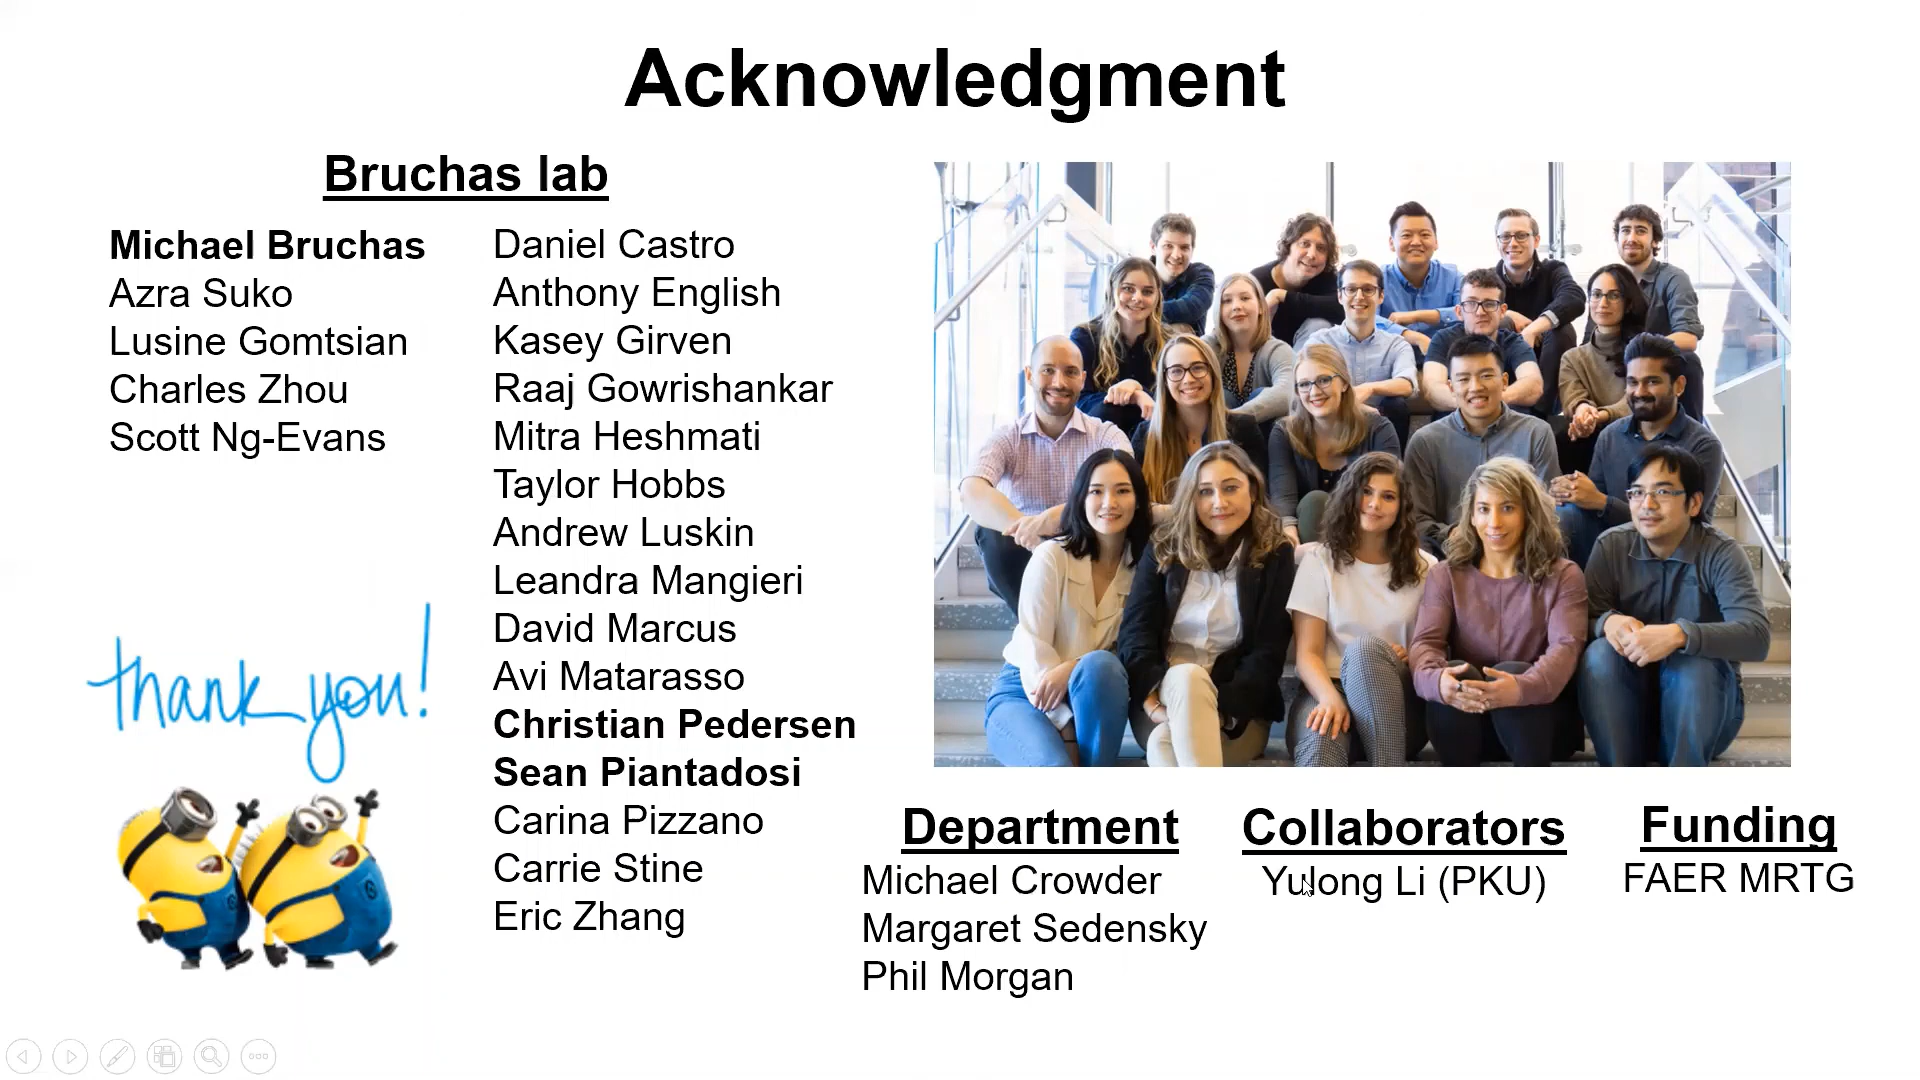 Acknowledgment
Bruchas lab
Michael Bruchas
Azra Suko
Lusine Gomtsian
Charles Zhou
Scott Ng-Evans
Daniel Castro
Anthony English
Kasey Girven
Raaj Gowrishankar
Mitra Heshmati
Taylor Hobbs
Andrew Luskin
Leandra Mangieri
David Marcus
Avi Matarasso
Christian Pedersen
Sean Piantadosi
Carina Pizzano
Carrie Stine
Eric Zhang
thank you!
Department
Michael Crowder
Margaret Sedensky
Phil Morgan
Collaborators
Yulong Li (PKU)
Funding
FAER MRTG